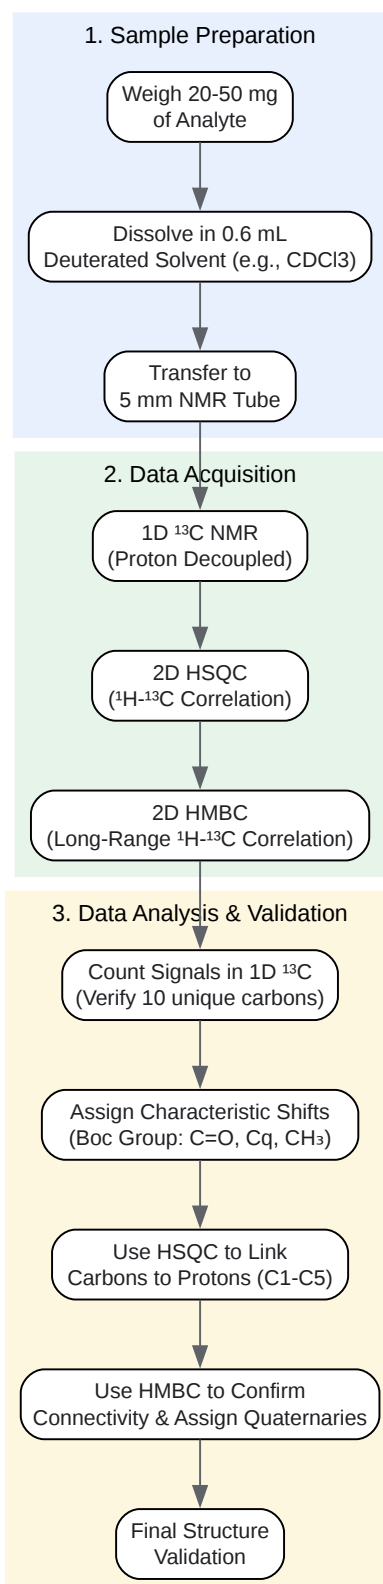 1. Sample Preparation
Weigh 20-50 mg
of Analyte
Dissolve in 0.6 mL
Deuterated Solvent (e.g., CDCl3)
Transfer to
5 mm NMR Tube
2. Data Acquisition
1D ¹³C NMR
(Proton Decoupled)
2D HSQC
(¹H-¹³C Correlation)
2D HMBC
(Long-Range ¹H-¹³C Correlation)
3. Data Analysis & Validation
Count Signals in 1D ¹³C
(Verify 10 unique carbons)
Assign Characteristic Shifts
(Boc Group: C=O, Cq, CH₃)
Use HSQC to Link
Carbons to Protons (C1-C5)
Use HMBC to Confirm
Connectivity & Assign Quaternaries
Final Structure
Validation